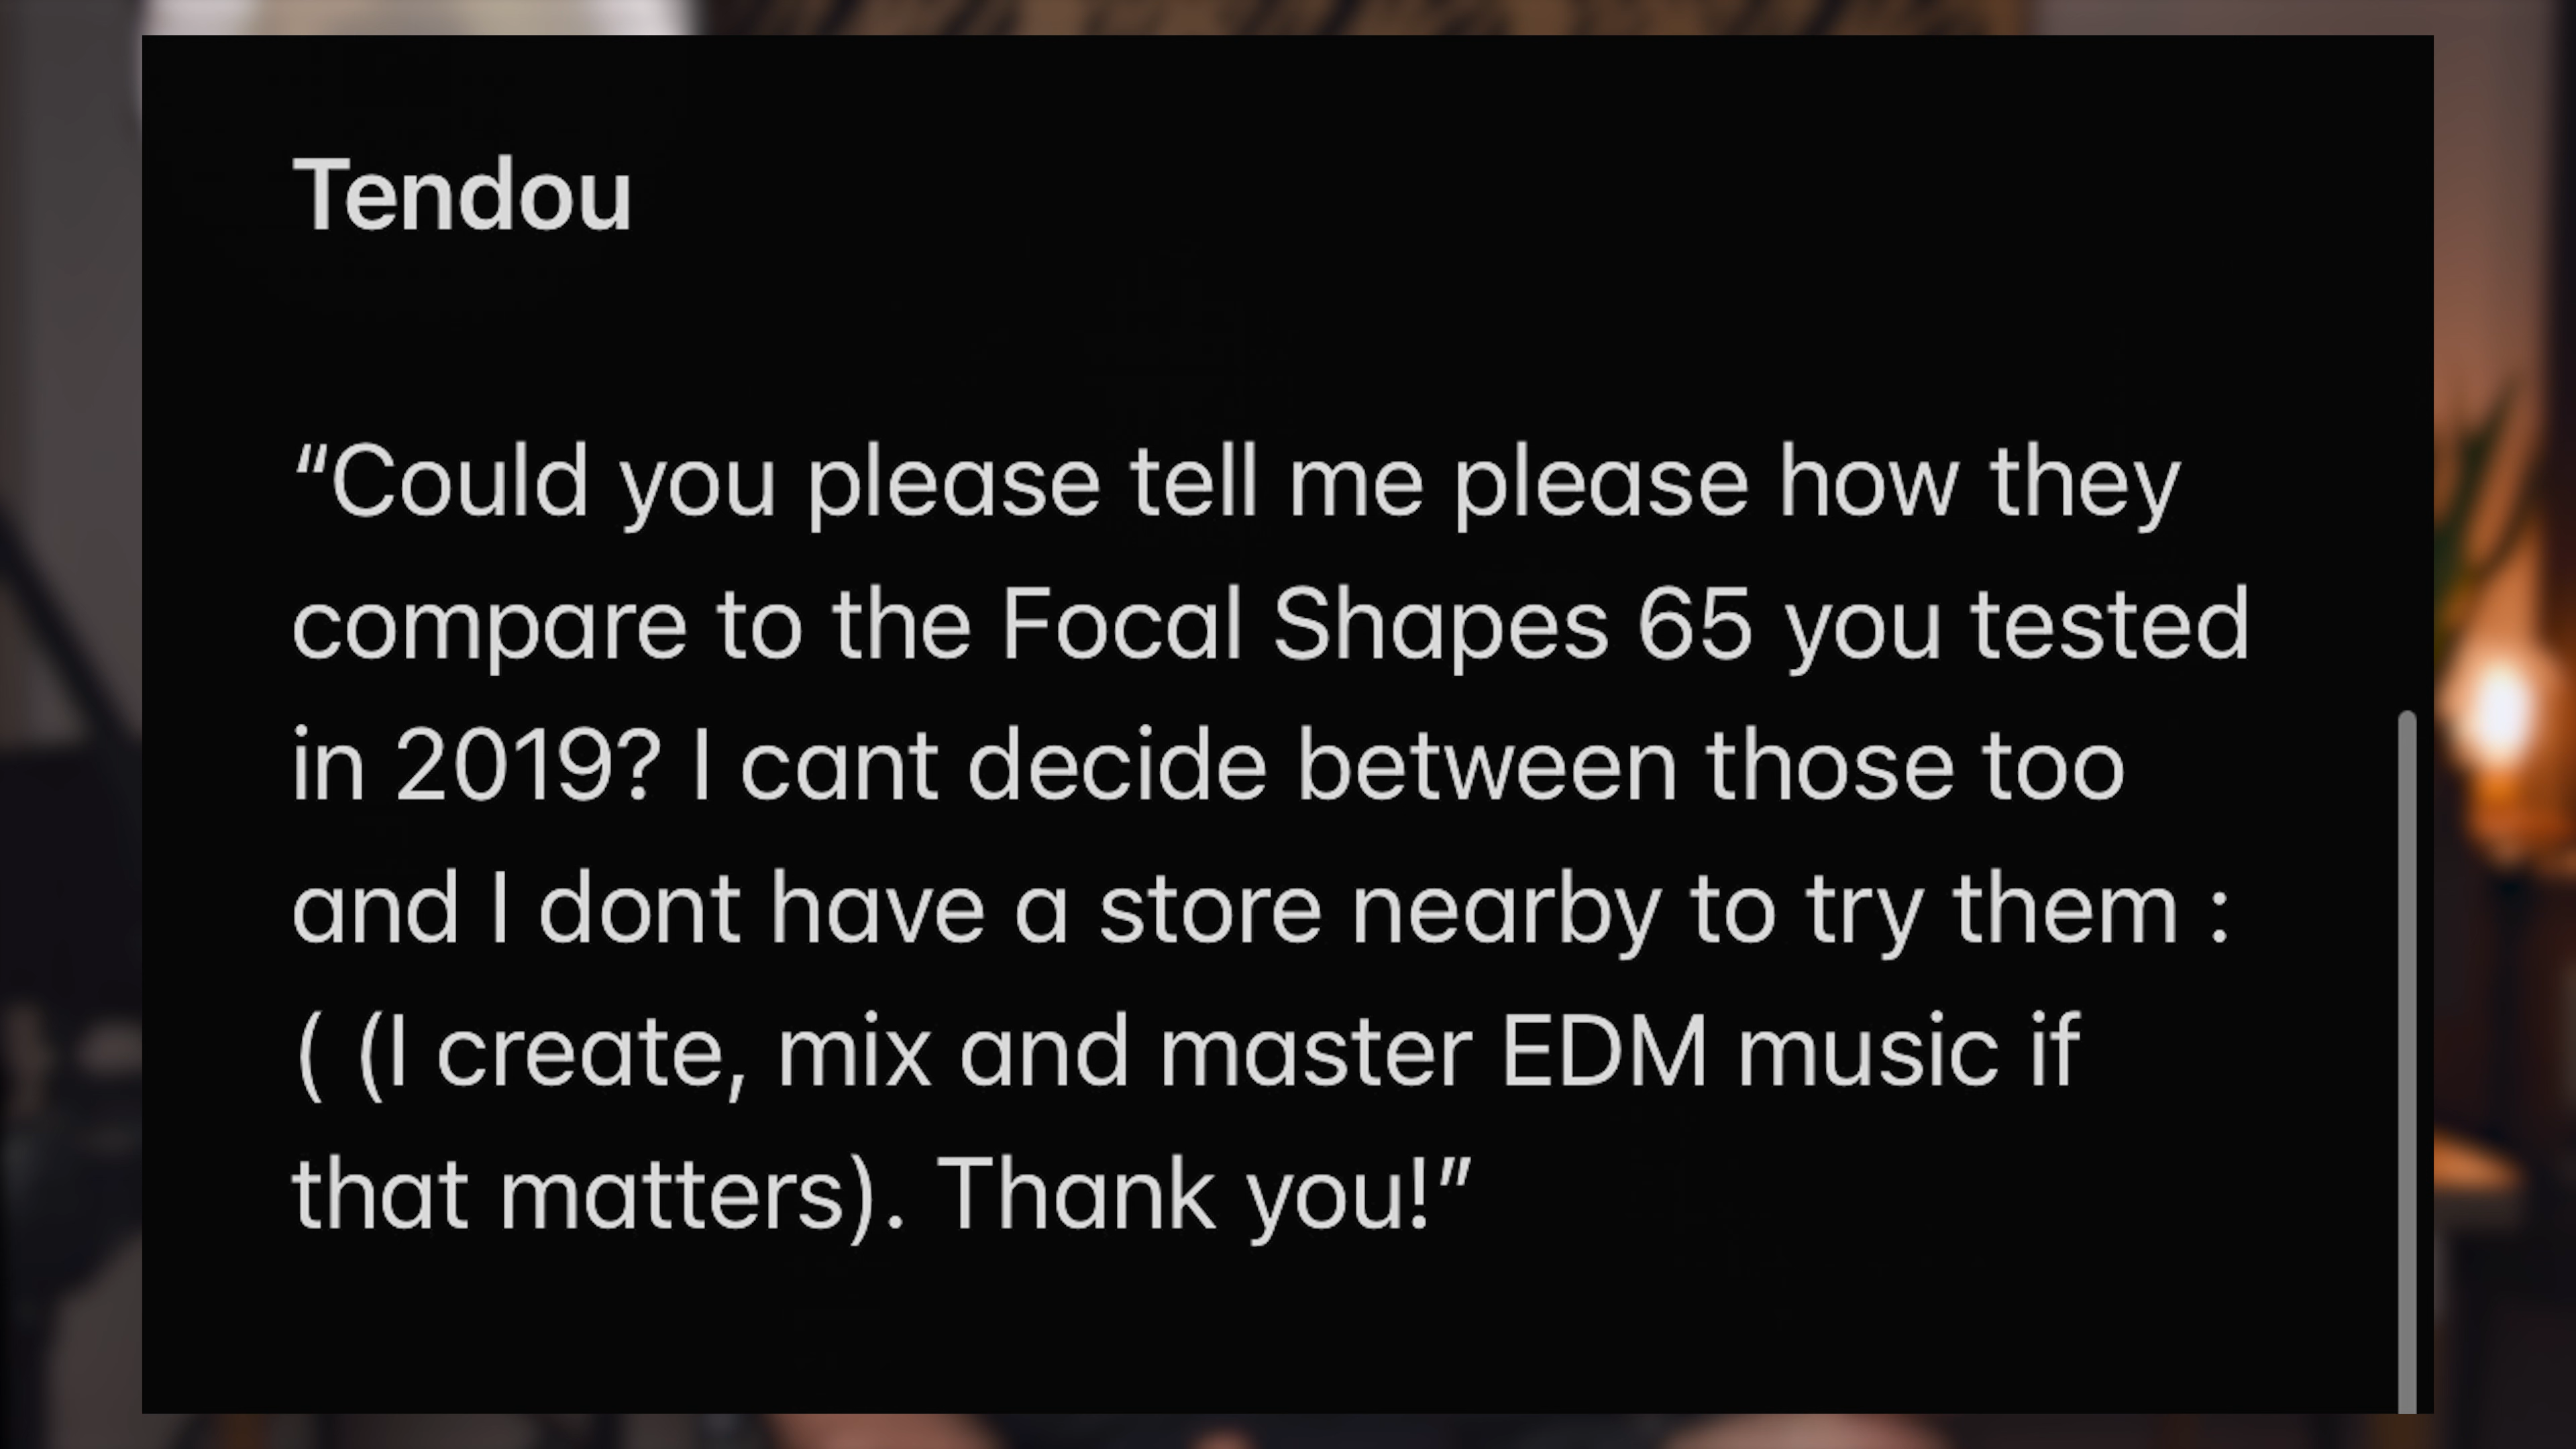 Tendou
“Could you please tell me please how they
compare to the Focal Shapes 65 you tested
in 2019? I cant decide between those too
and I dont have a store nearby to try them :
( (I create, mix and master EDM music if
that matters). Thank you!”